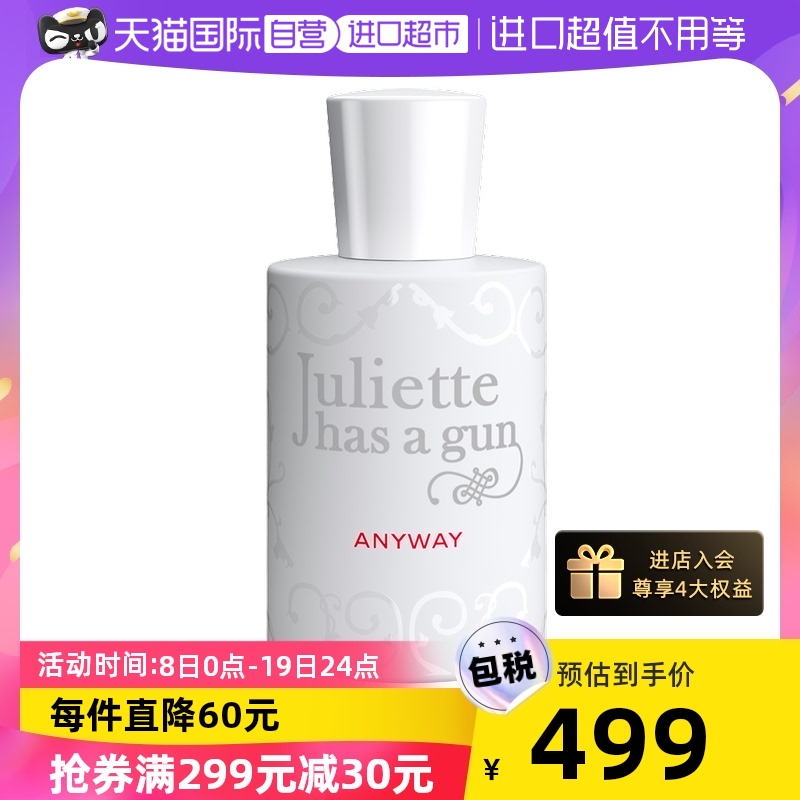 天猫国际 自营 进口超市 进口超值不用等
Juliette
has a gun
ANYWAY
进店入会
尊享4大权益
活动时间:8日0点-19日24点
包税
预估到手价
每件直降60元
¥ 499
抢券满299元减30元